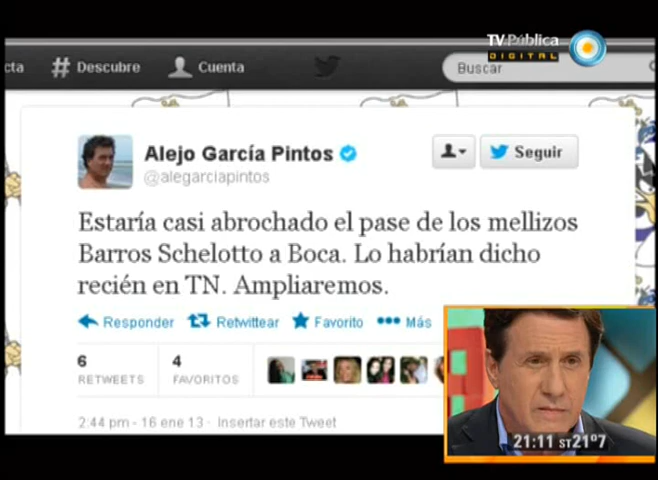 TV Pública
DIGITAL
cta # Descubre Cuenta Buscar
Alejo García Pintos
@alegarciapintos
Seguir
Estaría casi abrochado el pase de los mellizos
Barros Schelotto a Boca. Lo habrían dicho
recién en TN. Ampliaremos.
Responder Retwittear Favorito Más
6 4
RETWEETS FAVORITOS
2:44 pm - 16 ene 13 · Insertar este Tweet
21:11 ST21º7